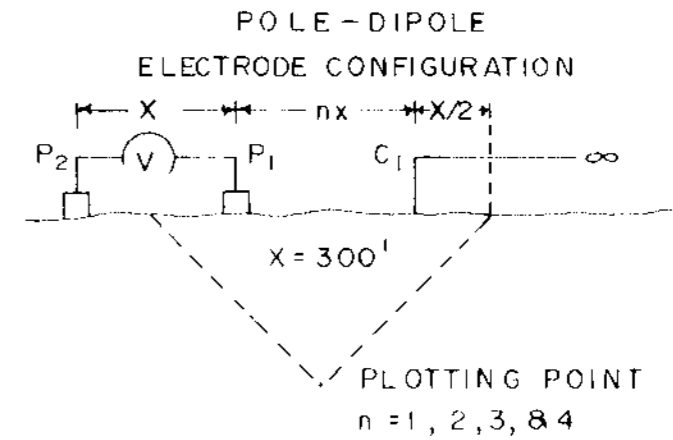 POLE-DIPOLE
ELECTRODE CONFIGURATION
X nx X/2
P2 V P1 C1 ∞
X = 300'
PLOTTING POINT
n = 1, 2, 3, & 4